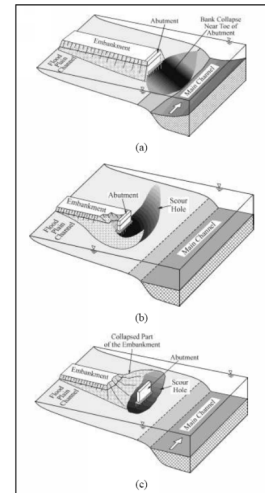 Abutment
Bank Collapse
Near Toe of
Abutment
Embankment
Flood Plain
Channel
Main Channel
(a)
Abutment
Scour
Hole
Embankment
Flood Plain
Channel
Main Channel
(b)
Collapsed Part
of the Embankment
Abutment
Embankment
Scour
Hole
Flood Plain
Channel
Main Channel
(c)